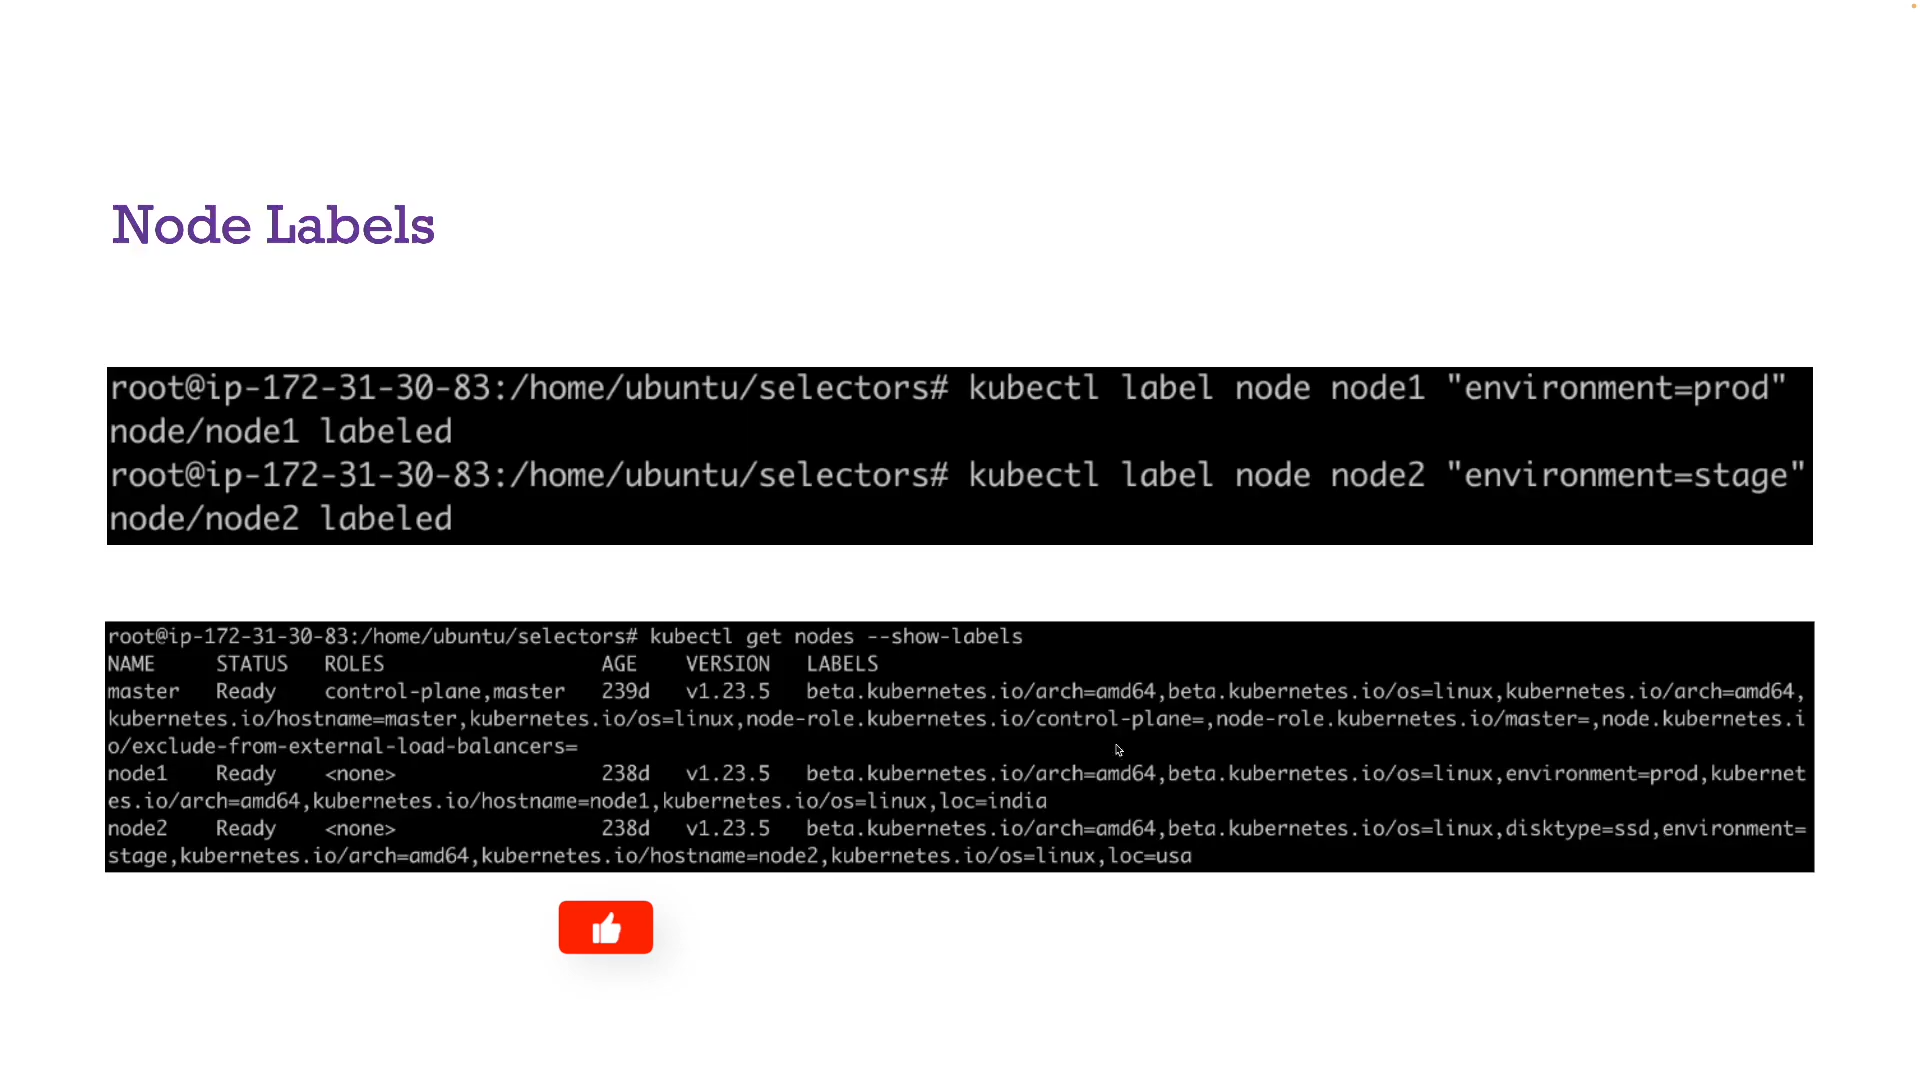 Node Labels
root@ip-172-31-30-83:/home/ubuntu/selectors# kubectl label node node1 "environment=prod"
node/node1 labeled
root@ip-172-31-30-83:/home/ubuntu/selectors# kubectl label node node2 "environment=stage"
node/node2 labeled
root@ip-172-31-30-83:/home/ubuntu/selectors# kubectl get nodes --show-labels
NAME STATUS ROLES AGE VERSION LABELS
master Ready control-plane,master 239d v1.23.5 beta.kubernetes.io/arch=amd64,beta.kubernetes.io/os=linux,kubernetes.io/arch=amd64,
kubernetes.io/hostname=master,kubernetes.io/os=linux,node-role.kubernetes.io/control-plane=,node-role.kubernetes.io/master=,node.kubernetes.i
o/exclude-from-external-load-balancers=
node1 Ready <none> 238d v1.23.5 beta.kubernetes.io/arch=amd64,beta.kubernetes.io/os=linux,environment=prod,kubernet
es.io/arch=amd64,kubernetes.io/hostname=node1,kubernetes.io/os=linux,loc=india
node2 Ready <none> 238d v1.23.5 beta.kubernetes.io/arch=amd64,beta.kubernetes.io/os=linux,disktype=ssd,environment=
stage,kubernetes.io/arch=amd64,kubernetes.io/hostname=node2,kubernetes.io/os=linux,loc=usa